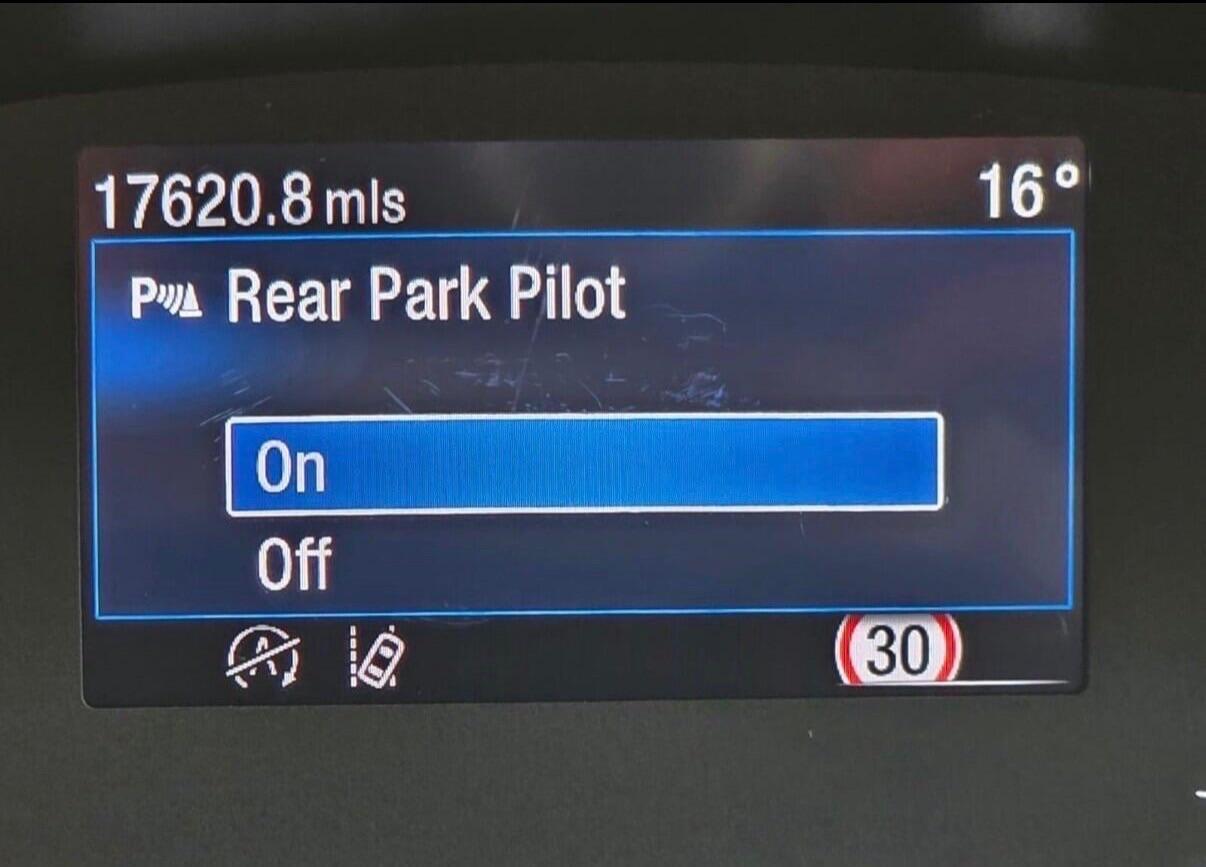 17620.8 mls 16°
P Rear Park Pilot
On
Off
A
30